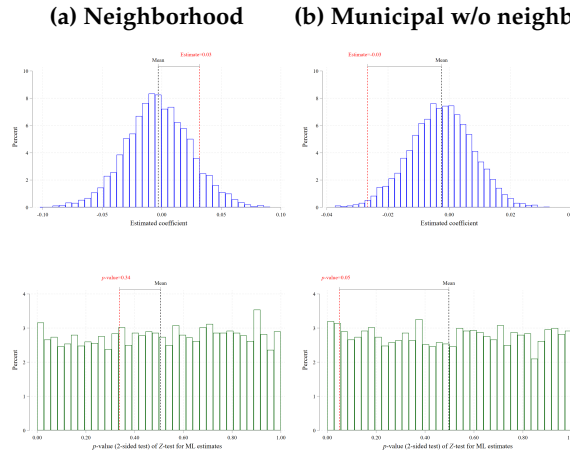 (a) Neighborhood
(b) Municipal w/o neighb
Estimate=0.03
Mean
Percent
10
8
6
4
2
0
-0.10
-0.05
0.00
0.05
0.10
Estimated coefficient
Estimate=-0.03
Mean
Percent
10
8
6
4
2
0
-0.04
-0.02
0.00
0.02
0.04
Estimated coefficient
p-value=0.34
Mean
Percent
5
4
3
2
1
0
0.00
0.20
0.40
0.60
0.80
1.00
p-value (2-sided test) of Z-test for ML estimates
p-value=0.05
Mean
Percent
5
4
3
2
1
0
0.00
0.20
0.40
0.60
0.80
p-value (2-sided test) of Z-test for ML estimates